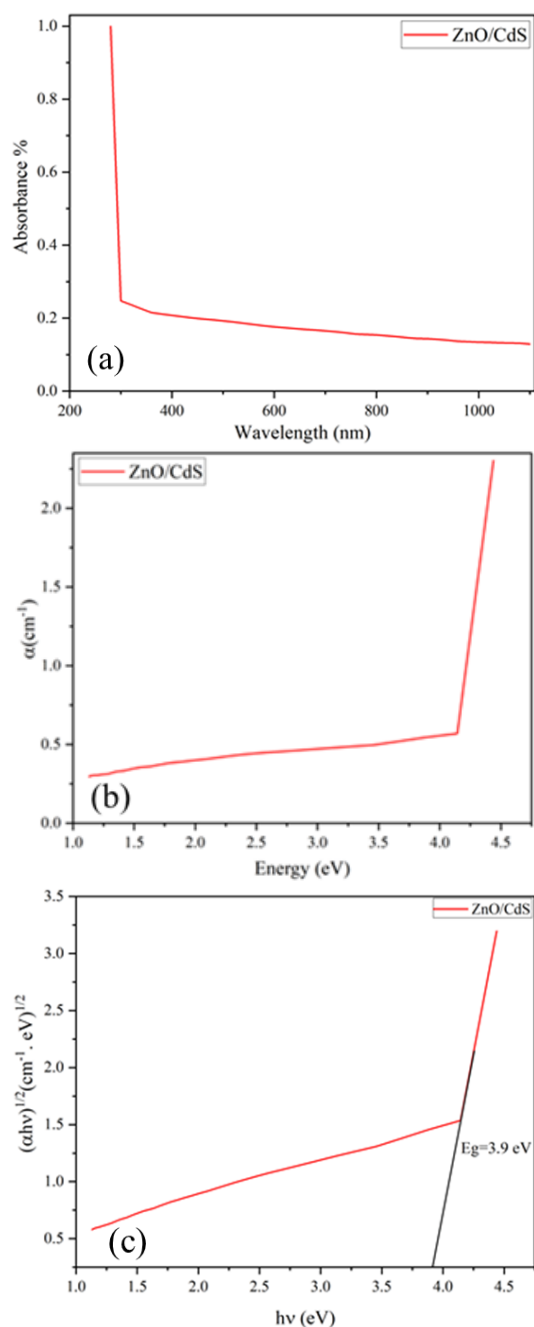 ZnO/CdS
1.0
0.8
0.6
0.4
0.2
0.0
Absorbance %
(a)
200 400 600 800 1000
Wavelength (nm)
ZnO/CdS
2.0
1.5
1.0
0.5
0.0
α(cm⁻¹)
(b)
1.0 1.5 2.0 2.5 3.0 3.5 4.0 4.5
Energy (eV)
ZnO/CdS
3.5
3.0
2.5
2.0
1.5
1.0
0.5
(αhν)¹/²(cm⁻¹. eV)¹/²
Eg=3.9 eV
(c)
1.0 1.5 2.0 2.5 3.0 3.5 4.0 4.5
hν (eV)